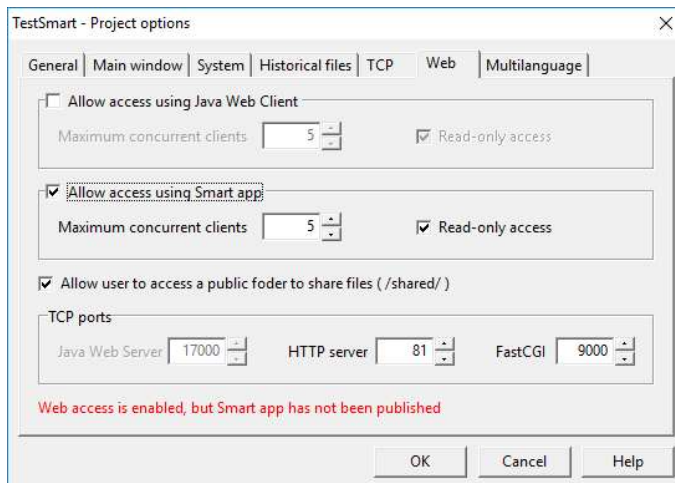 TestSmart - Project options
General Main window System Historical files TCP Web Multilanguage
Allow access using Java Web Client
Maximum concurrent clients 5 Read-only access
Allow access using Smart app
Maximum concurrent clients 5 Read-only access
Allow user to access a public foder to share files ( /shared/ )
TCP ports
Java Web Server 17000 HTTP server 81 FastCGI 9000
Web access is enabled, but Smart app has not been published
OK Cancel Help